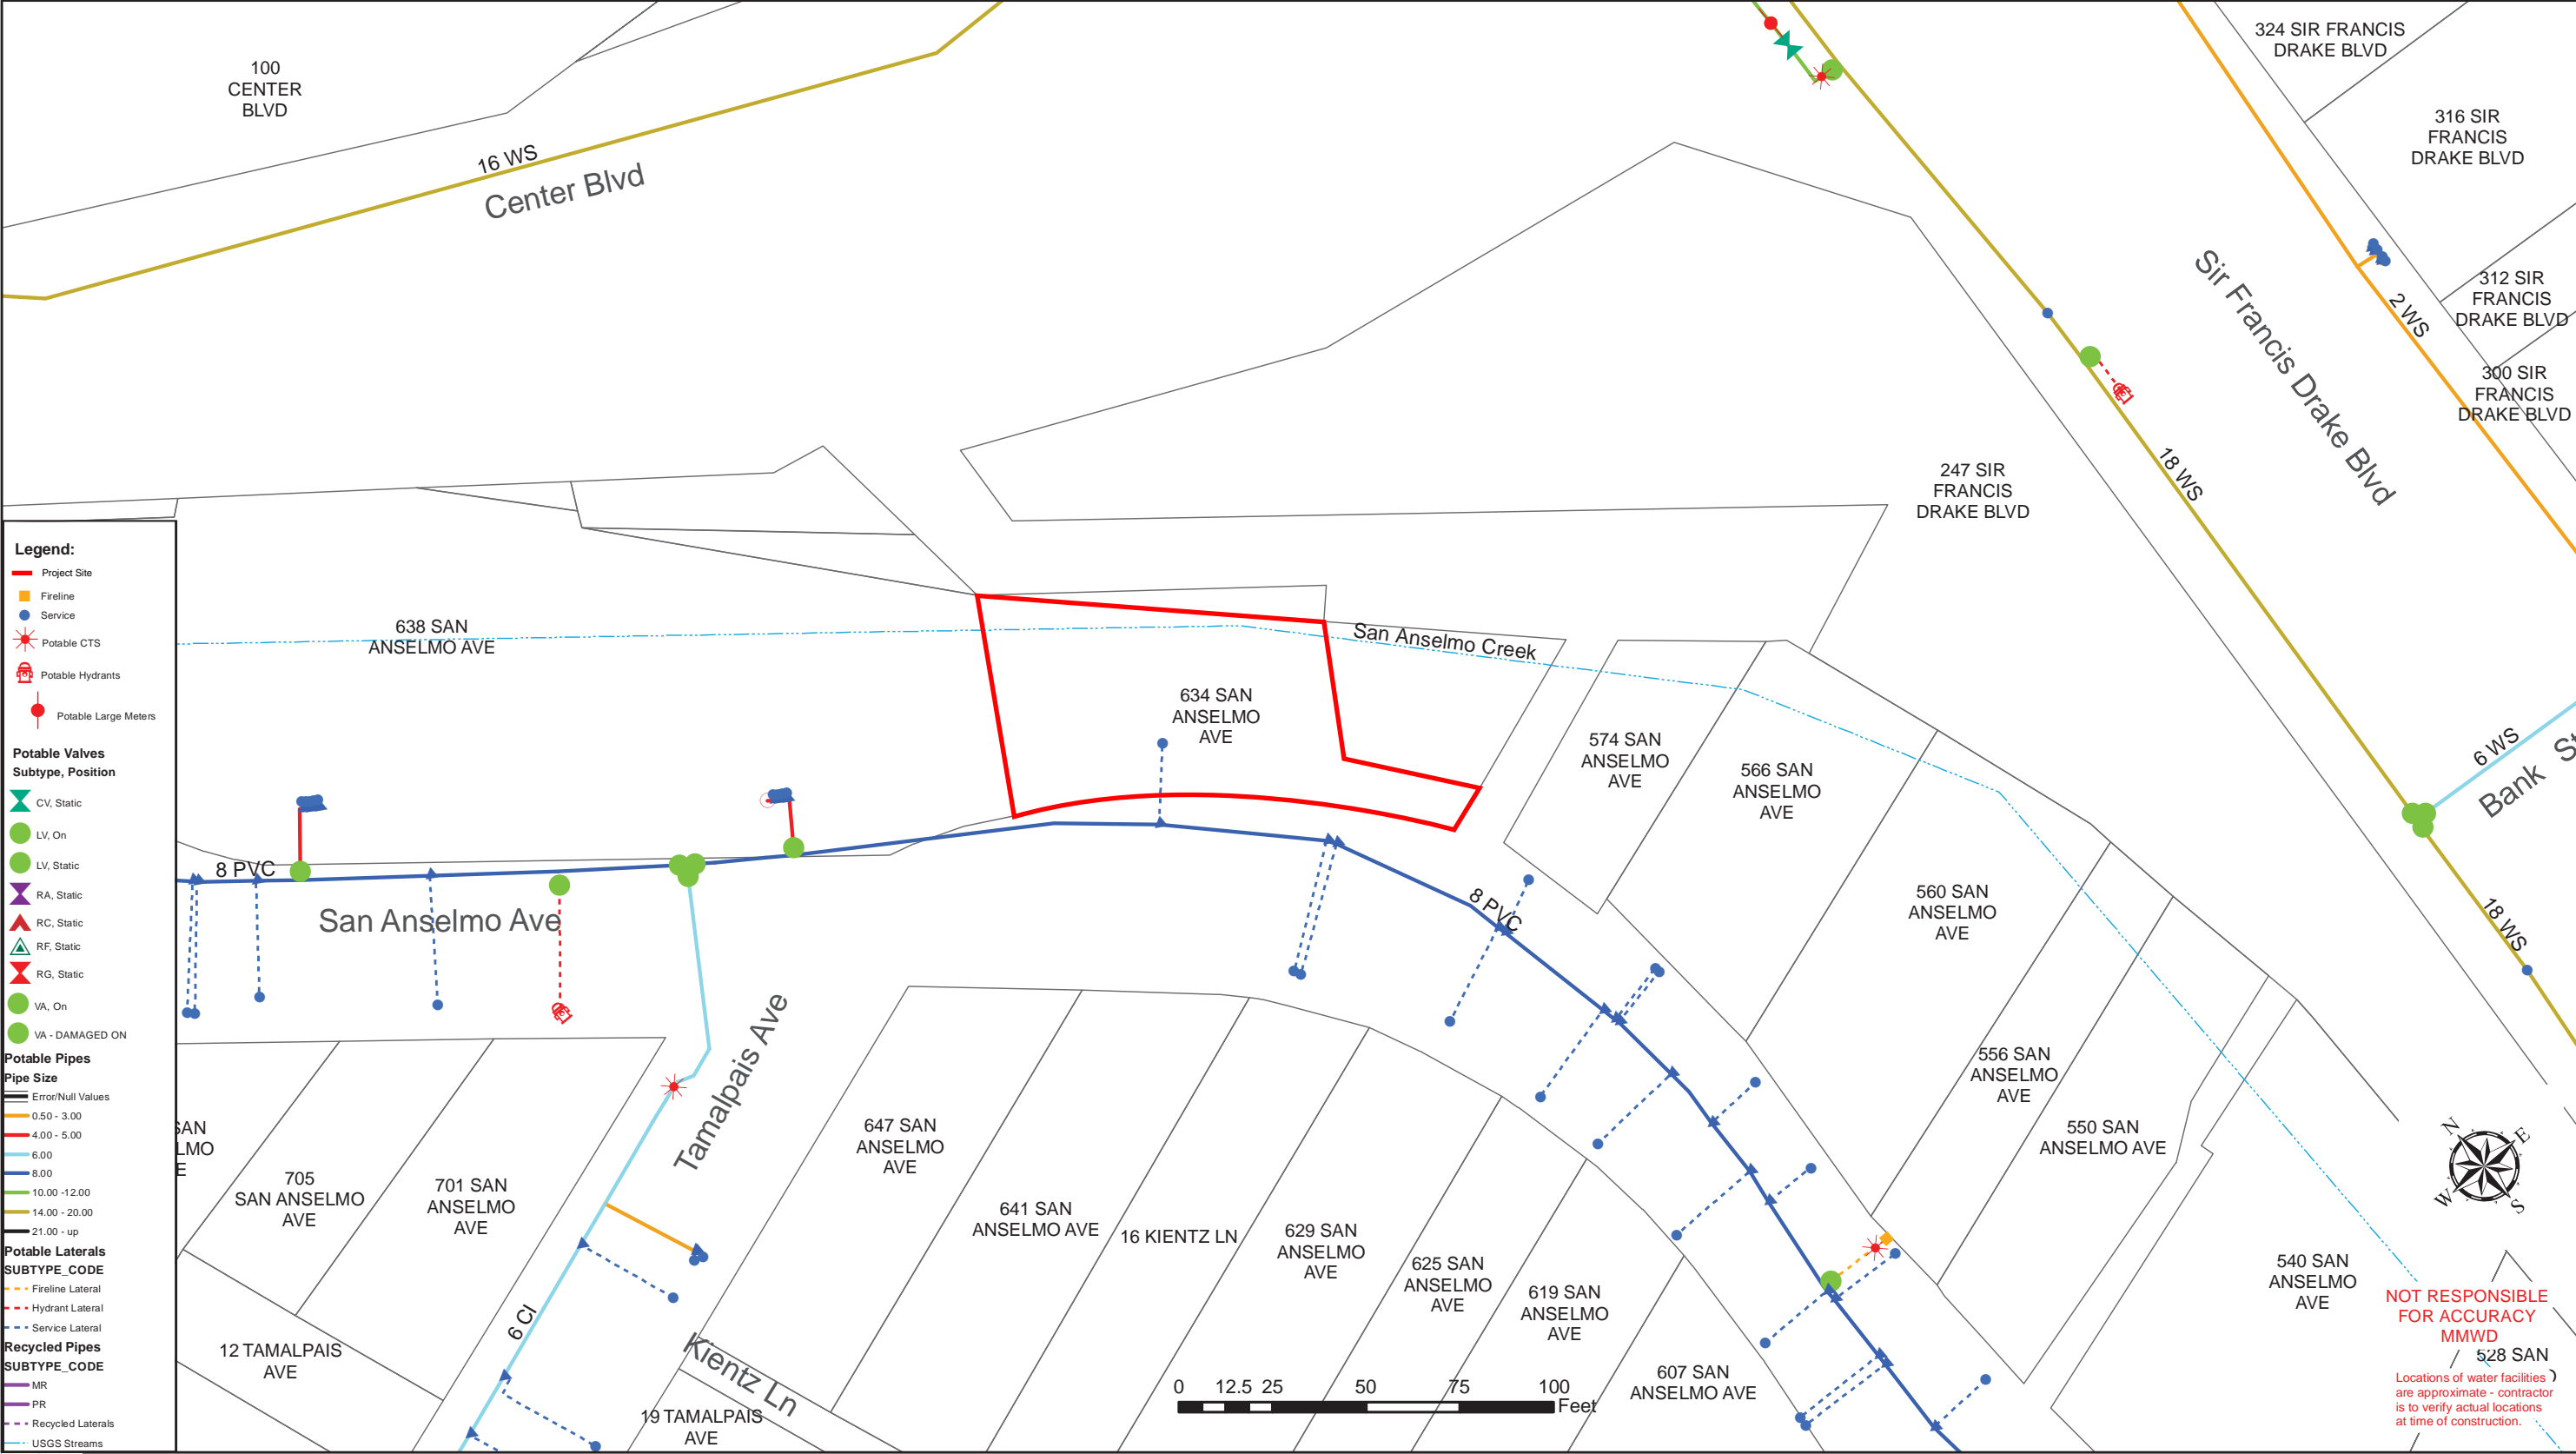 100
CENTER
BLVD
16 WS
Center Blvd
324 SIR FRANCIS
DRAKE BLVD
316 SIR
FRANCIS
DRAKE BLVD
312 SIR
FRANCIS
DRAKE BLVD
300 SIR
FRANCIS
DRAKE BLVD
Sir Francis Drake Blvd
2 WS
18 WS
247 SIR
FRANCIS
DRAKE BLVD
6 WS
Bank St
18 WS
638 SAN
ANSELMO AVE
San Anselmo Creek
634 SAN
ANSELMO
AVE
574 SAN
ANSELMO
AVE
566 SAN
ANSELMO
AVE
560 SAN
ANSELMO
AVE
556 SAN
ANSELMO
AVE
550 SAN
ANSELMO AVE
540 SAN
ANSELMO
AVE
528 SAN
8 PVC
San Anselmo Ave
8 PVC
Tamalpais Ave
SAN
LMO
E
705
SAN ANSELMO
AVE
701 SAN
ANSELMO
AVE
647 SAN
ANSELMO
AVE
641 SAN
ANSELMO AVE
16 KIENTZ LN
629 SAN
ANSELMO
AVE
625 SAN
ANSELMO
AVE
619 SAN
ANSELMO
AVE
607 SAN
ANSELMO AVE
12 TAMALPAIS
AVE
6 CI
Kientz Ln
19 TAMALPAIS
AVE
0 12.5 25 50 75 100
Feet
N
E
W
S
NOT RESPONSIBLE
FOR ACCURACY
MMWD
Locations of water facilities
are approximate - contractor
is to verify actual locations
at time of construction.
Legend:
Project Site
Fireline
Service
Potable CTS
Potable Hydrants
Potable Large Meters
Potable Valves
Subtype, Position
CV, Static
LV, On
LV, Static
RA, Static
RC, Static
RF, Static
RG, Static
VA, On
VA - DAMAGED ON
Potable Pipes
Pipe Size
Error/Null Values
0.50 - 3.00
4.00 - 5.00
6.00
8.00
10.00 -12.00
14.00 - 20.00
21.00 - up
Potable Laterals
SUBTYPE_CODE
Fireline Lateral
Hydrant Lateral
Service Lateral
Recycled Pipes
SUBTYPE_CODE
MR
PR
Recycled Laterals
USGS Streams